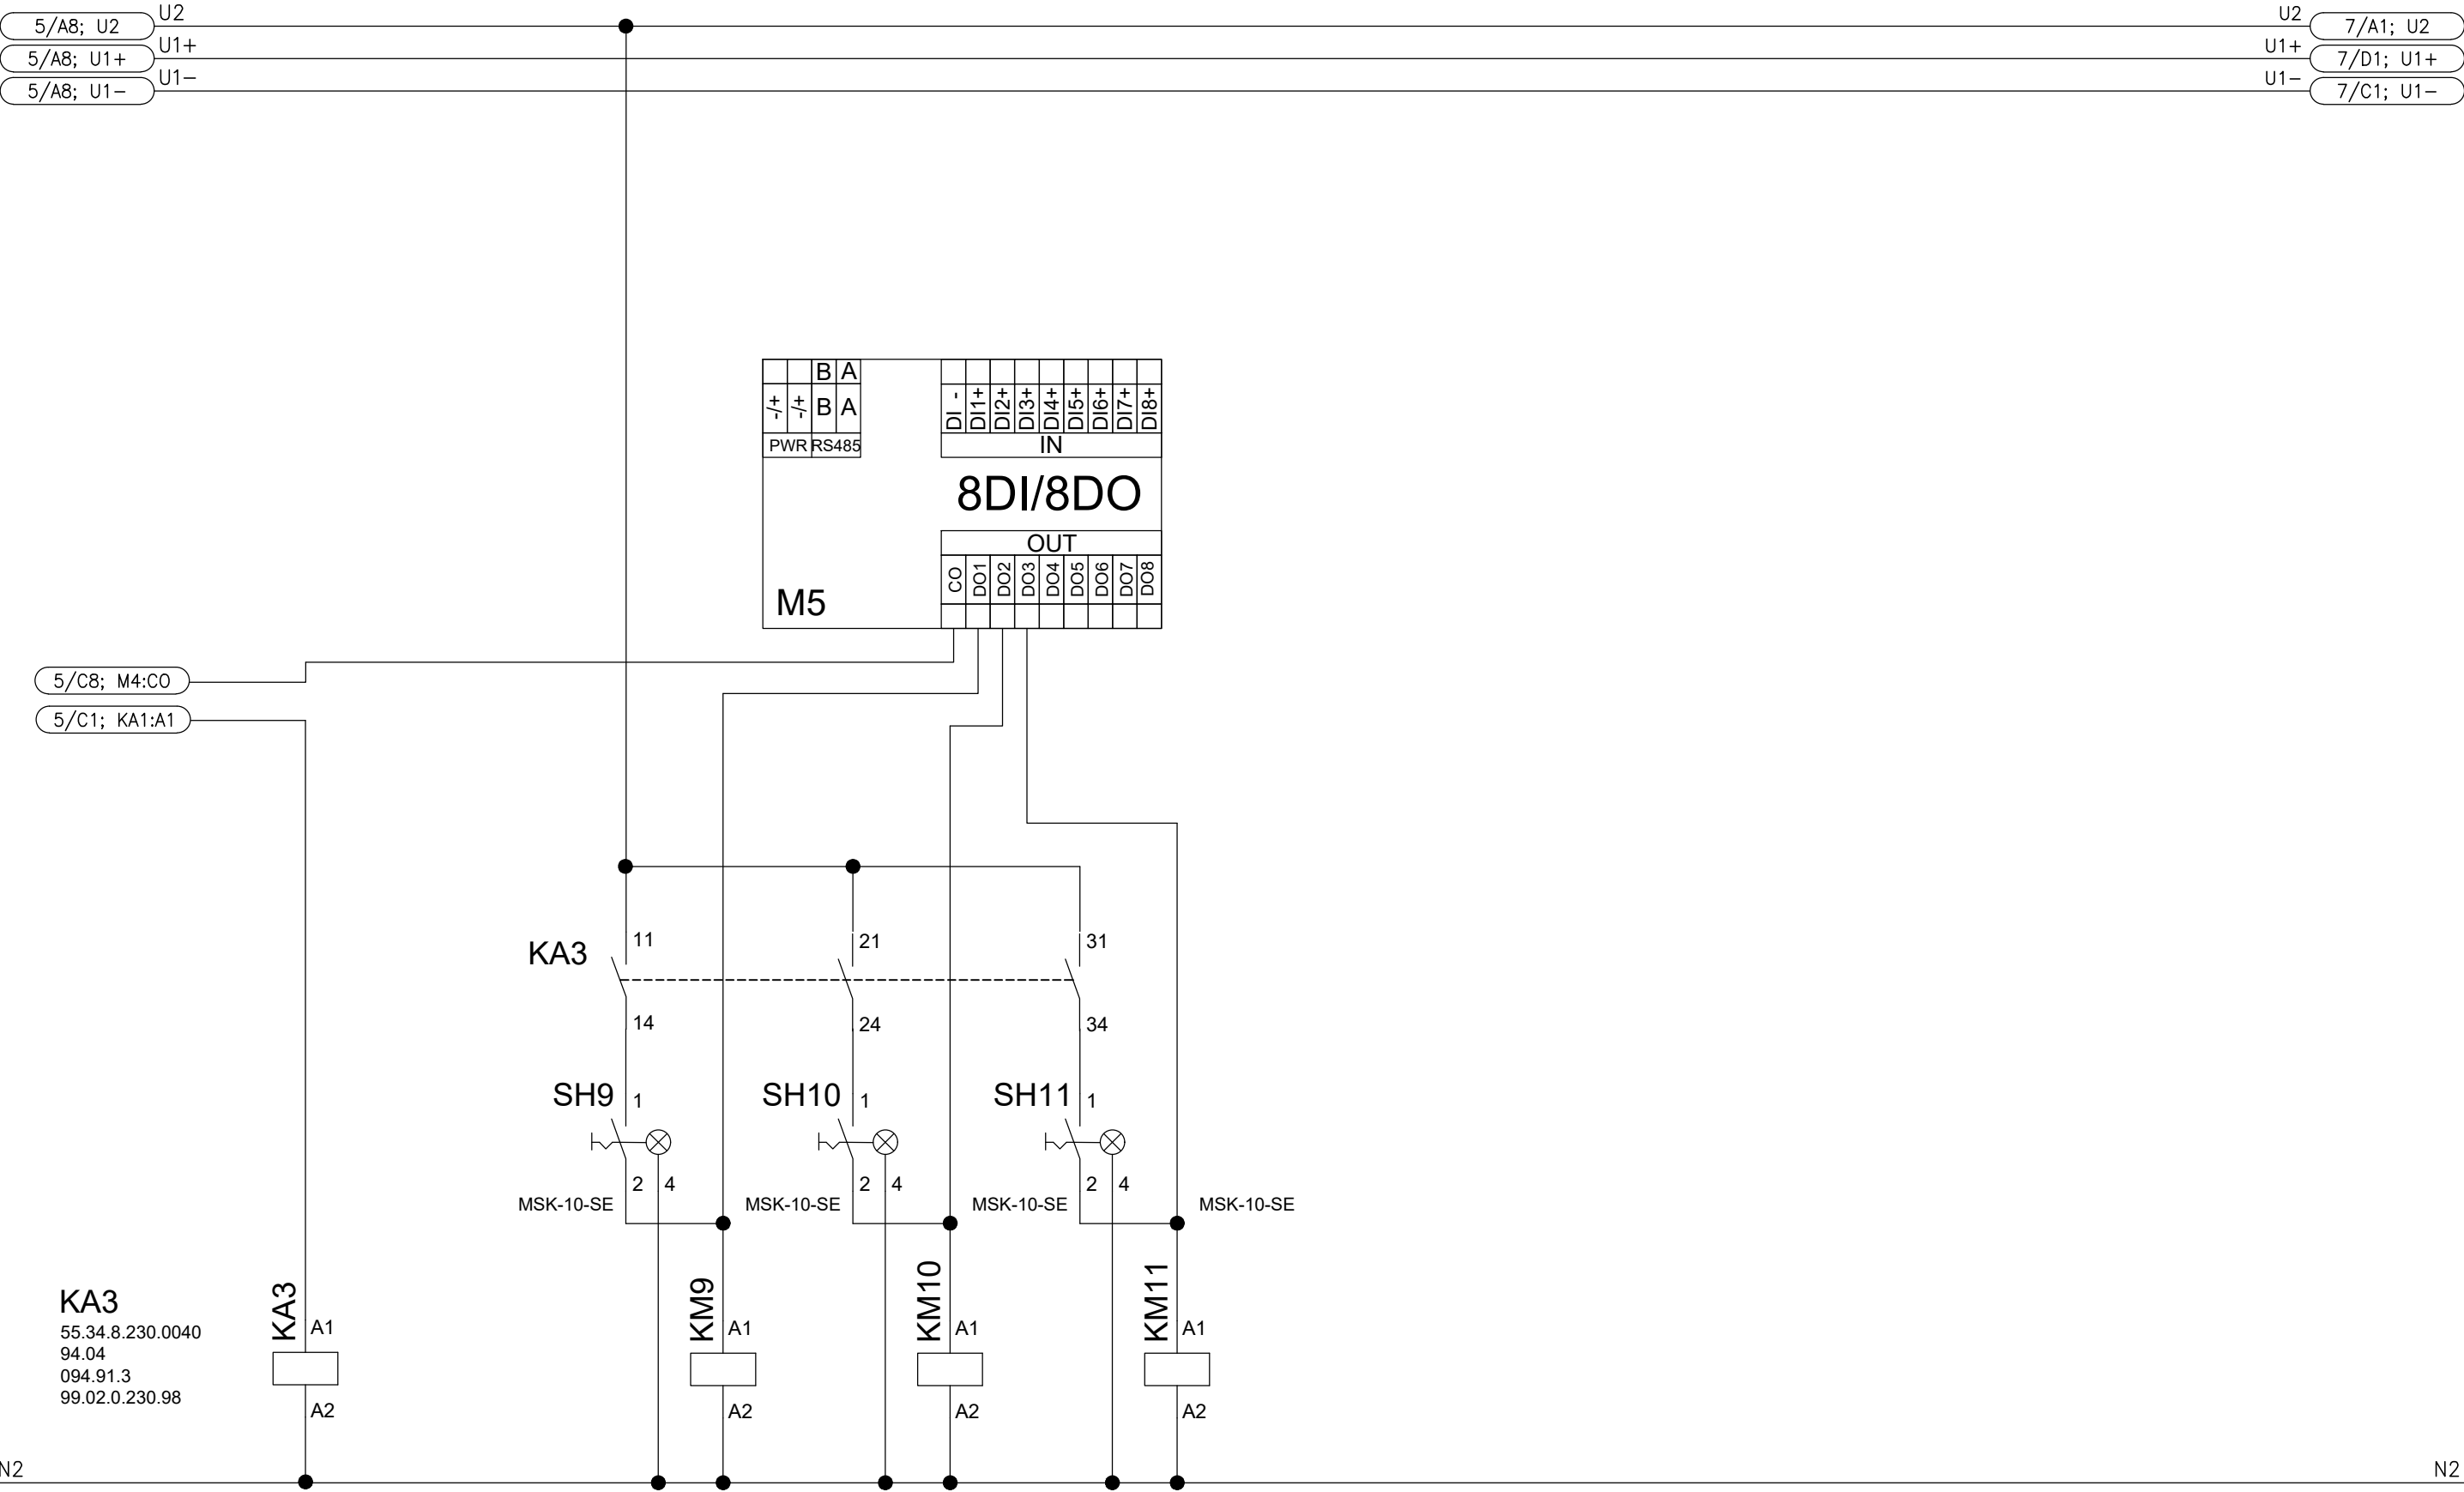 5/A8; U2 U2 U2 7/A1; U2
5/A8; U1+ U1+ U1+ 7/D1; U1+
5/A8; U1− U1− U1− 7/C1; U1−
B A
-/+ -/+ B A DI - DI1+ DI2+ DI3+ DI4+ DI5+ DI6+ DI7+ DI8+
PWR RS485 IN
8DI/8DO
OUT
CO DO1 DO2 DO3 DO4 DO5 DO6 DO7 DO8
M5
5/C8; M4:CO
5/C1; KA1:A1
KA3 11 21 31
14 24 34
SH9 1 SH10 1 SH11 1
2 4 2 4 2 4
MSK-10-SE MSK-10-SE MSK-10-SE MSK-10-SE
KA3 KM9 KM10 KM11
A1 A1 A1 A1
A2 A2 A2 A2
KA3
55.34.8.230.0040
94.04
094.91.3
99.02.0.230.98
N2 N2